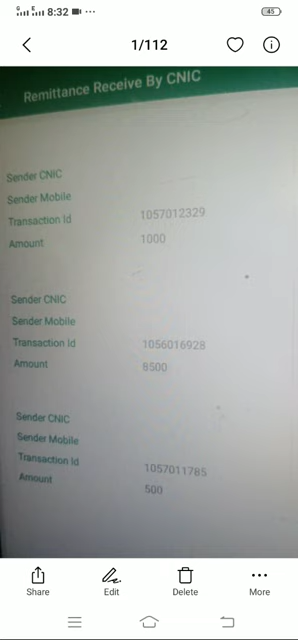 8:32
45
1/112
Remittance Receive By CNIC
Sender CNIC
Sender Mobile
Transaction Id 1057012329
Amount 1000
Sender CNIC
Sender Mobile
Transaction Id 1056016928
Amount 8500
Sender CNIC
Sender Mobile
Transaction Id 1057011785
Amount 500
Share Edit Delete More